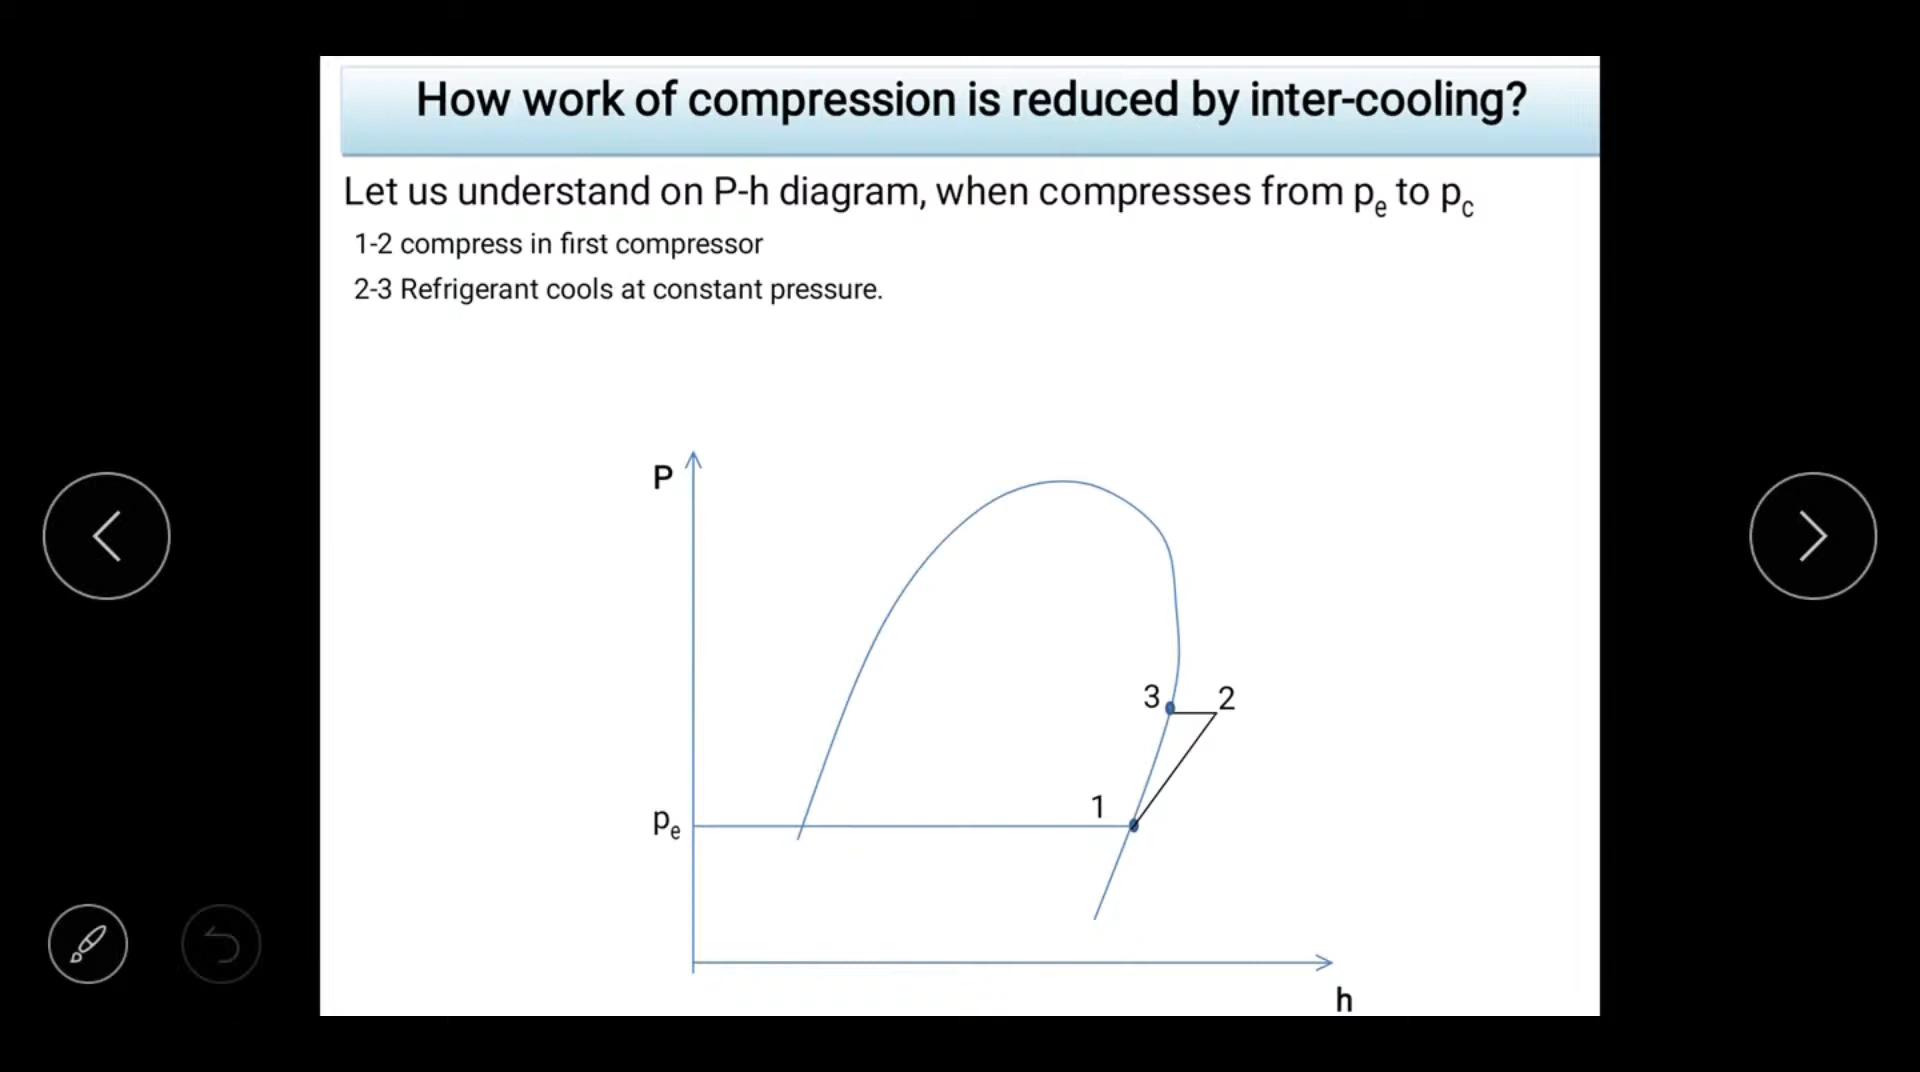 How work of compression is reduced by inter-cooling?
Let us understand on P-h diagram, when compresses from pe to pc
1-2 compress in first compressor
2-3 Refrigerant cools at constant pressure.
P
3
2
1
pe
h